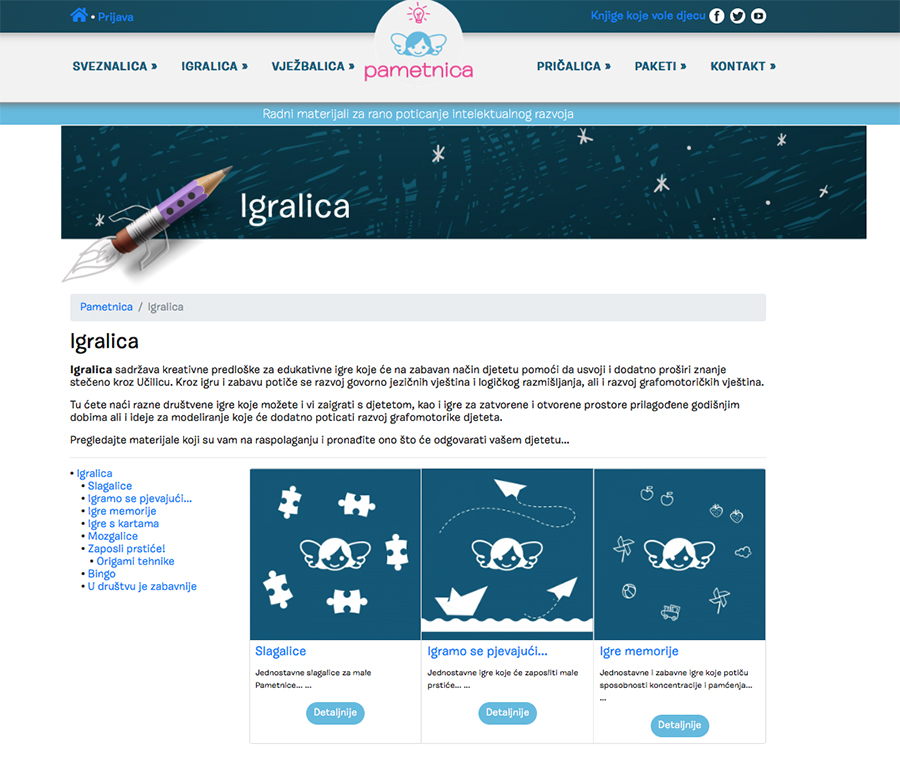 • Prijava
Knjige koje vole djecu
SVEZNALICA »
IGRALICA »
VJEŽBALICA »
pametnica
PRIČALICA »
PAKETI »
KONTAKT »
Radni materijali za rano poticanje intelektualnog razvoja
Igralica
Pametnica / Igralica
Igralica
Igralica sadržava kreativne predloške za edukativne igre koje će na zabavan način djetetu pomoći da usvoji i dodatno proširi znanje
stečeno kroz Učilicu. Kroz igru i zabavu potiče se razvoj govorno jezičnih vještina i logičkog razmišljanja, ali i razvoj grafomotoričkih vještina.
Tu ćete naći razne društvene igre koje možete i vi zaigrati s djetetom, kao i igre za zatvorene i otvorene prostore prilagođene godišnjim
dobima ali i ideje za modeliranje koje će dodatno poticati razvoj grafomotorike djeteta.
Pregledajte materijale koji su vam na raspolaganju i pronađite ono što će odgovarati vašem djetetu...
• Igralica
• Slagalice
• Igramo se pjevajući...
• Igre memorije
• Igre s kartama
• Mozgalice
• Zaposli prstiće!
• Origami tehnike
• Bingo
• U društvu je zabavnije
Slagalice
Jednostavne slagalice za male
Pametnice... ...
Detaljnije
Igramo se pjevajući...
Jednostavne igre koje će zaposliti male
prstiće... ...
Detaljnije
Igre memorije
Jednostavne i zabavne igre koje potiču
sposobnosti koncentracije i pamćenja...
...
Detaljnije